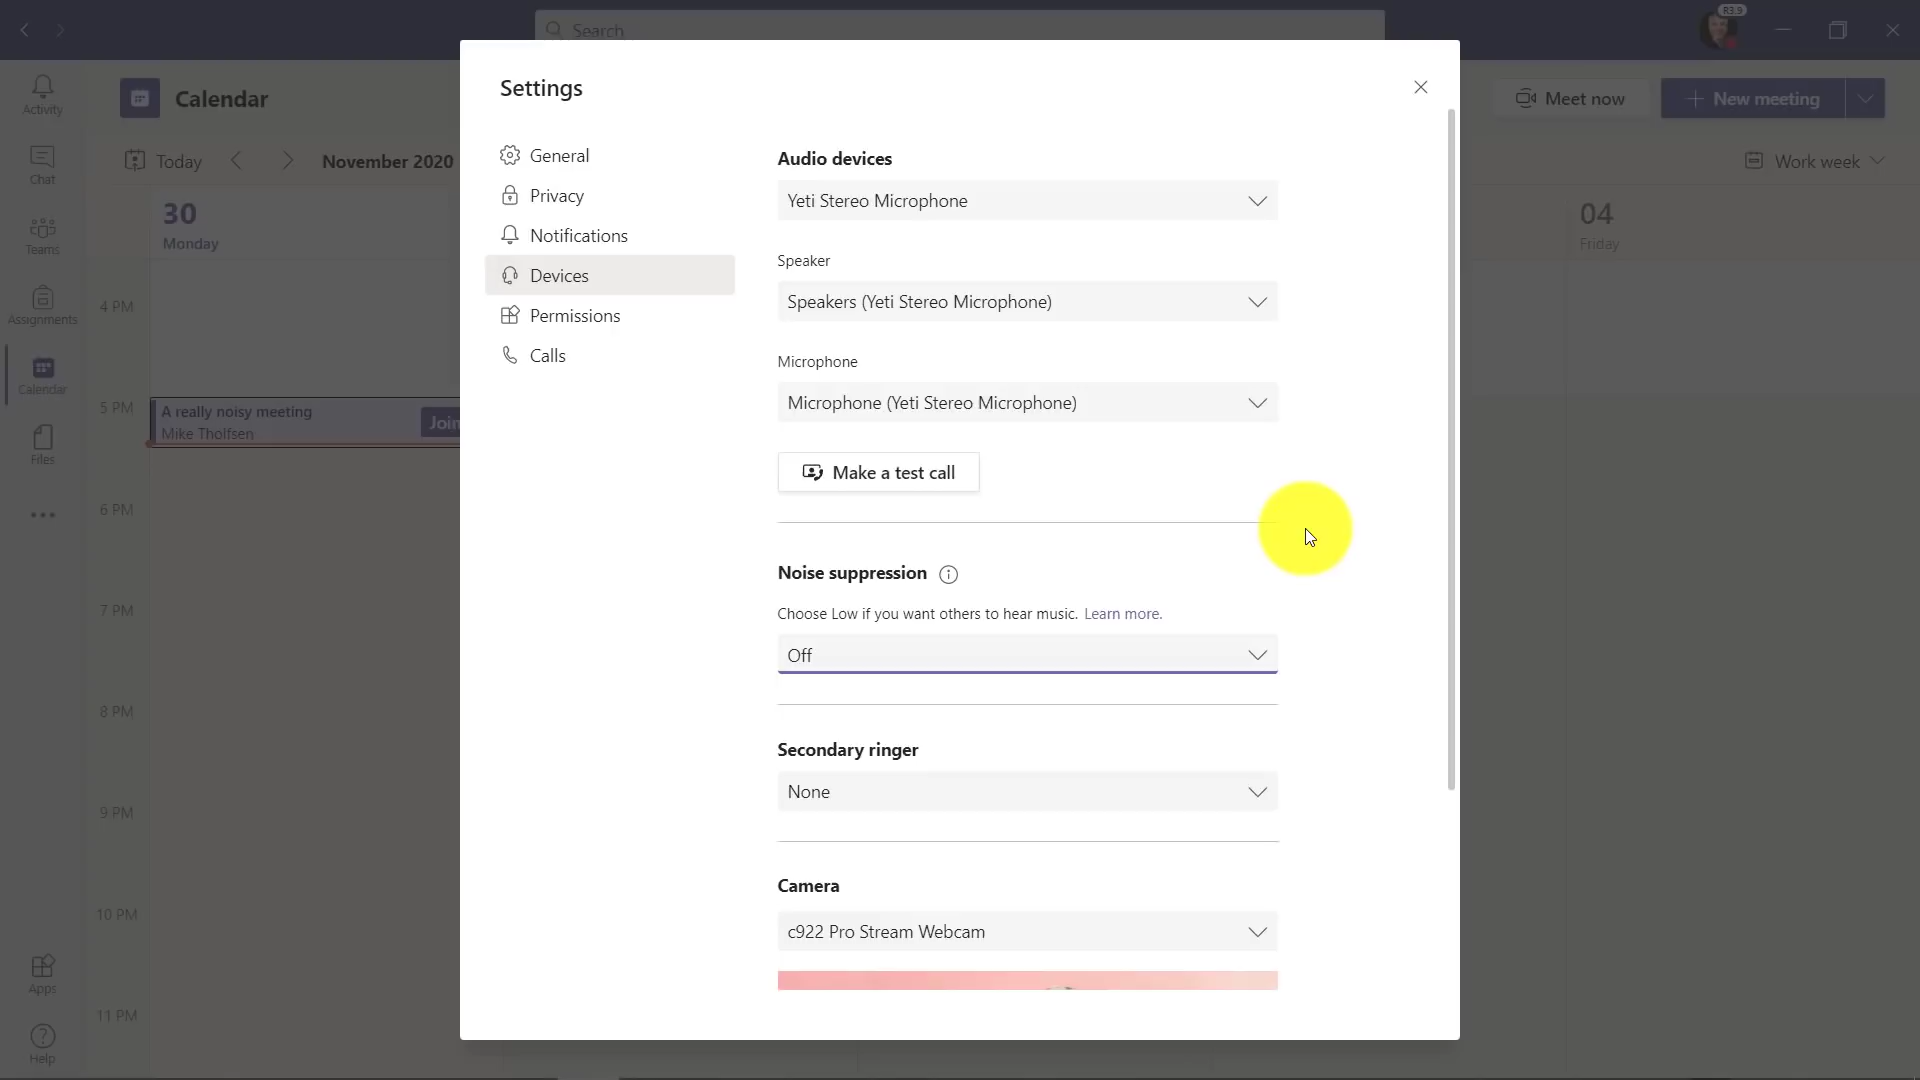 Search
R3.9
Activity
Chat
Teams
Assignments
Calendar
Files
Apps
Help
Calendar
Meet now
New meeting
Today
November 2020
Work week
30
Monday
04
Friday
4 PM
5 PM
6 PM
7 PM
8 PM
9 PM
10 PM
11 PM
A really noisy meeting
Mike Tholfsen
Join
Settings
General
Privacy
Notifications
Devices
Permissions
Calls
Audio devices
Yeti Stereo Microphone
Speaker
Speakers (Yeti Stereo Microphone)
Microphone
Microphone (Yeti Stereo Microphone)
Make a test call
Noise suppression
Choose Low if you want others to hear music. Learn more.
Off
Secondary ringer
None
Camera
c922 Pro Stream Webcam